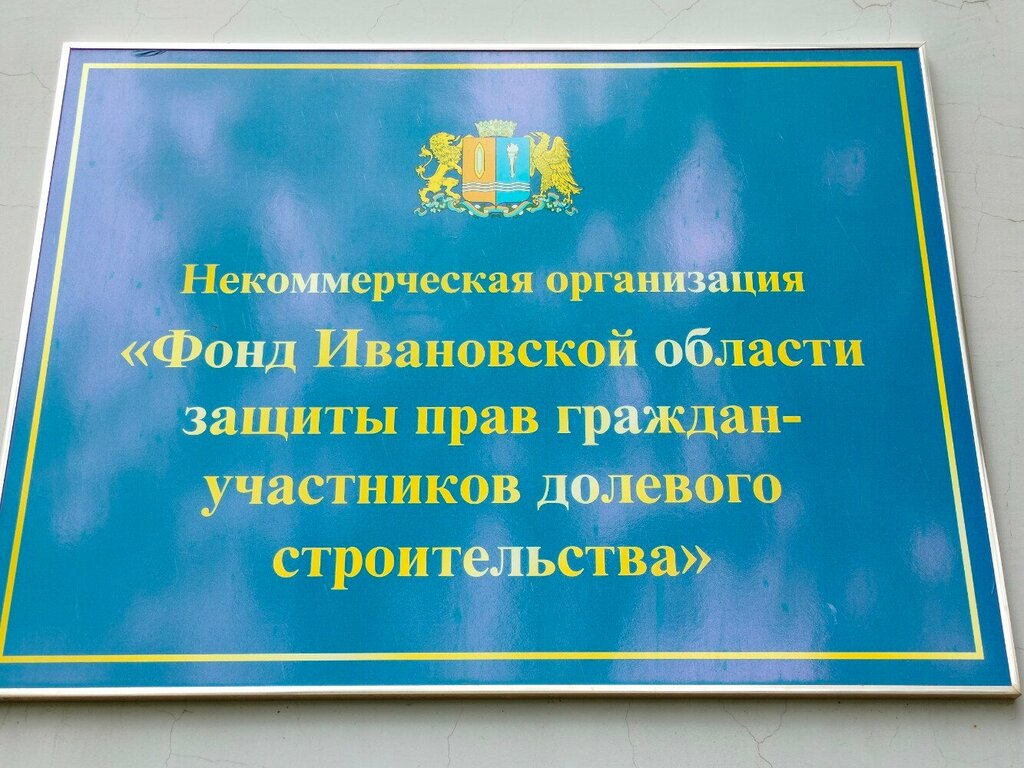 Некоммерческая организация
«Фонд Ивановской области
защиты прав граждан-
участников долевого
строительства»